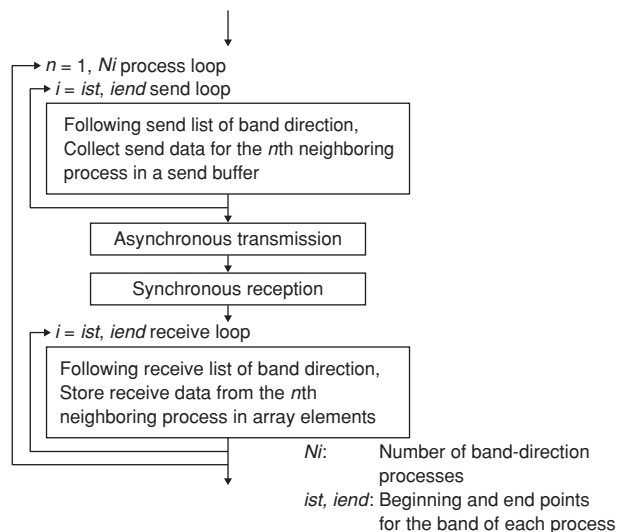 n = 1, Ni process loop
i = ist, iend send loop
Following send list of band direction,
Collect send data for the nth neighboring
process in a send buffer
Asynchronous transmission
Synchronous reception
i = ist, iend receive loop
Following receive list of band direction,
Store receive data from the nth
neighboring process in array elements
Ni: Number of band-direction
processes
ist, iend: Beginning and end points
for the band of each process